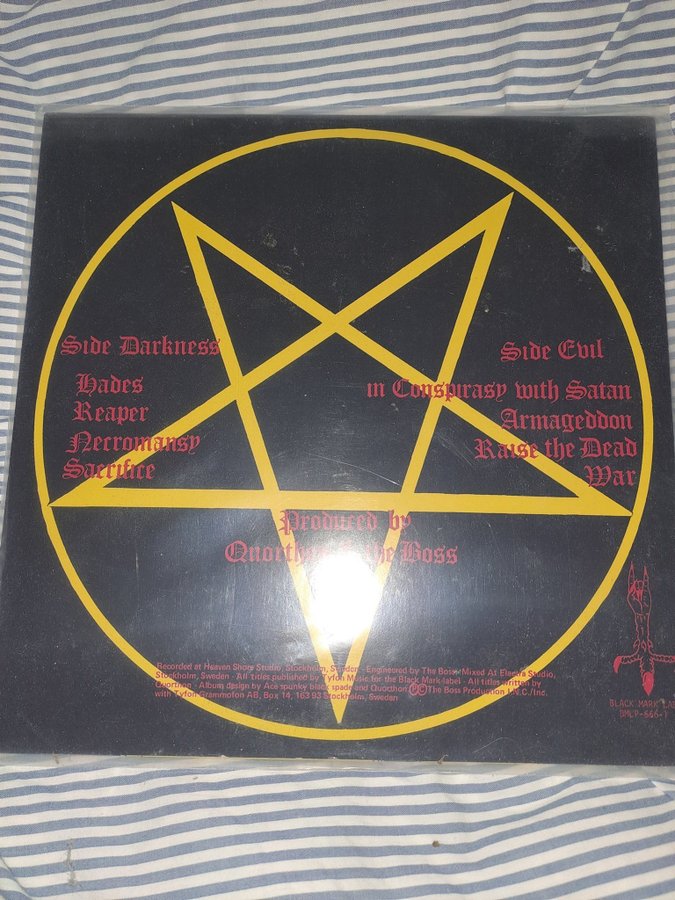 Side Darkness
Hades
Reaper
Necromansy
Sacrifice
Side Evil
in Conspirasy with Satan
Armageddon
Raise the Dead
War
Produced by
Quorthon & the Boss
Recorded at Heaven Shore Studio, Stockholm, Sweden - Engineered by The Boss - Mixed At Electra Studio,
Stockholm, Sweden - All titles published by Tyfon Music for the Black Mark label - All titles written by
Quorthon - Album design by Ace spunky black spade and Quorthon ⓅⒸ The Boss Production I.N.C./Inc.
with Tyfon Grammofon AB, Box 14, 163 93 Stockholm, Sweden
BLACK MARK
BMLP-666-1